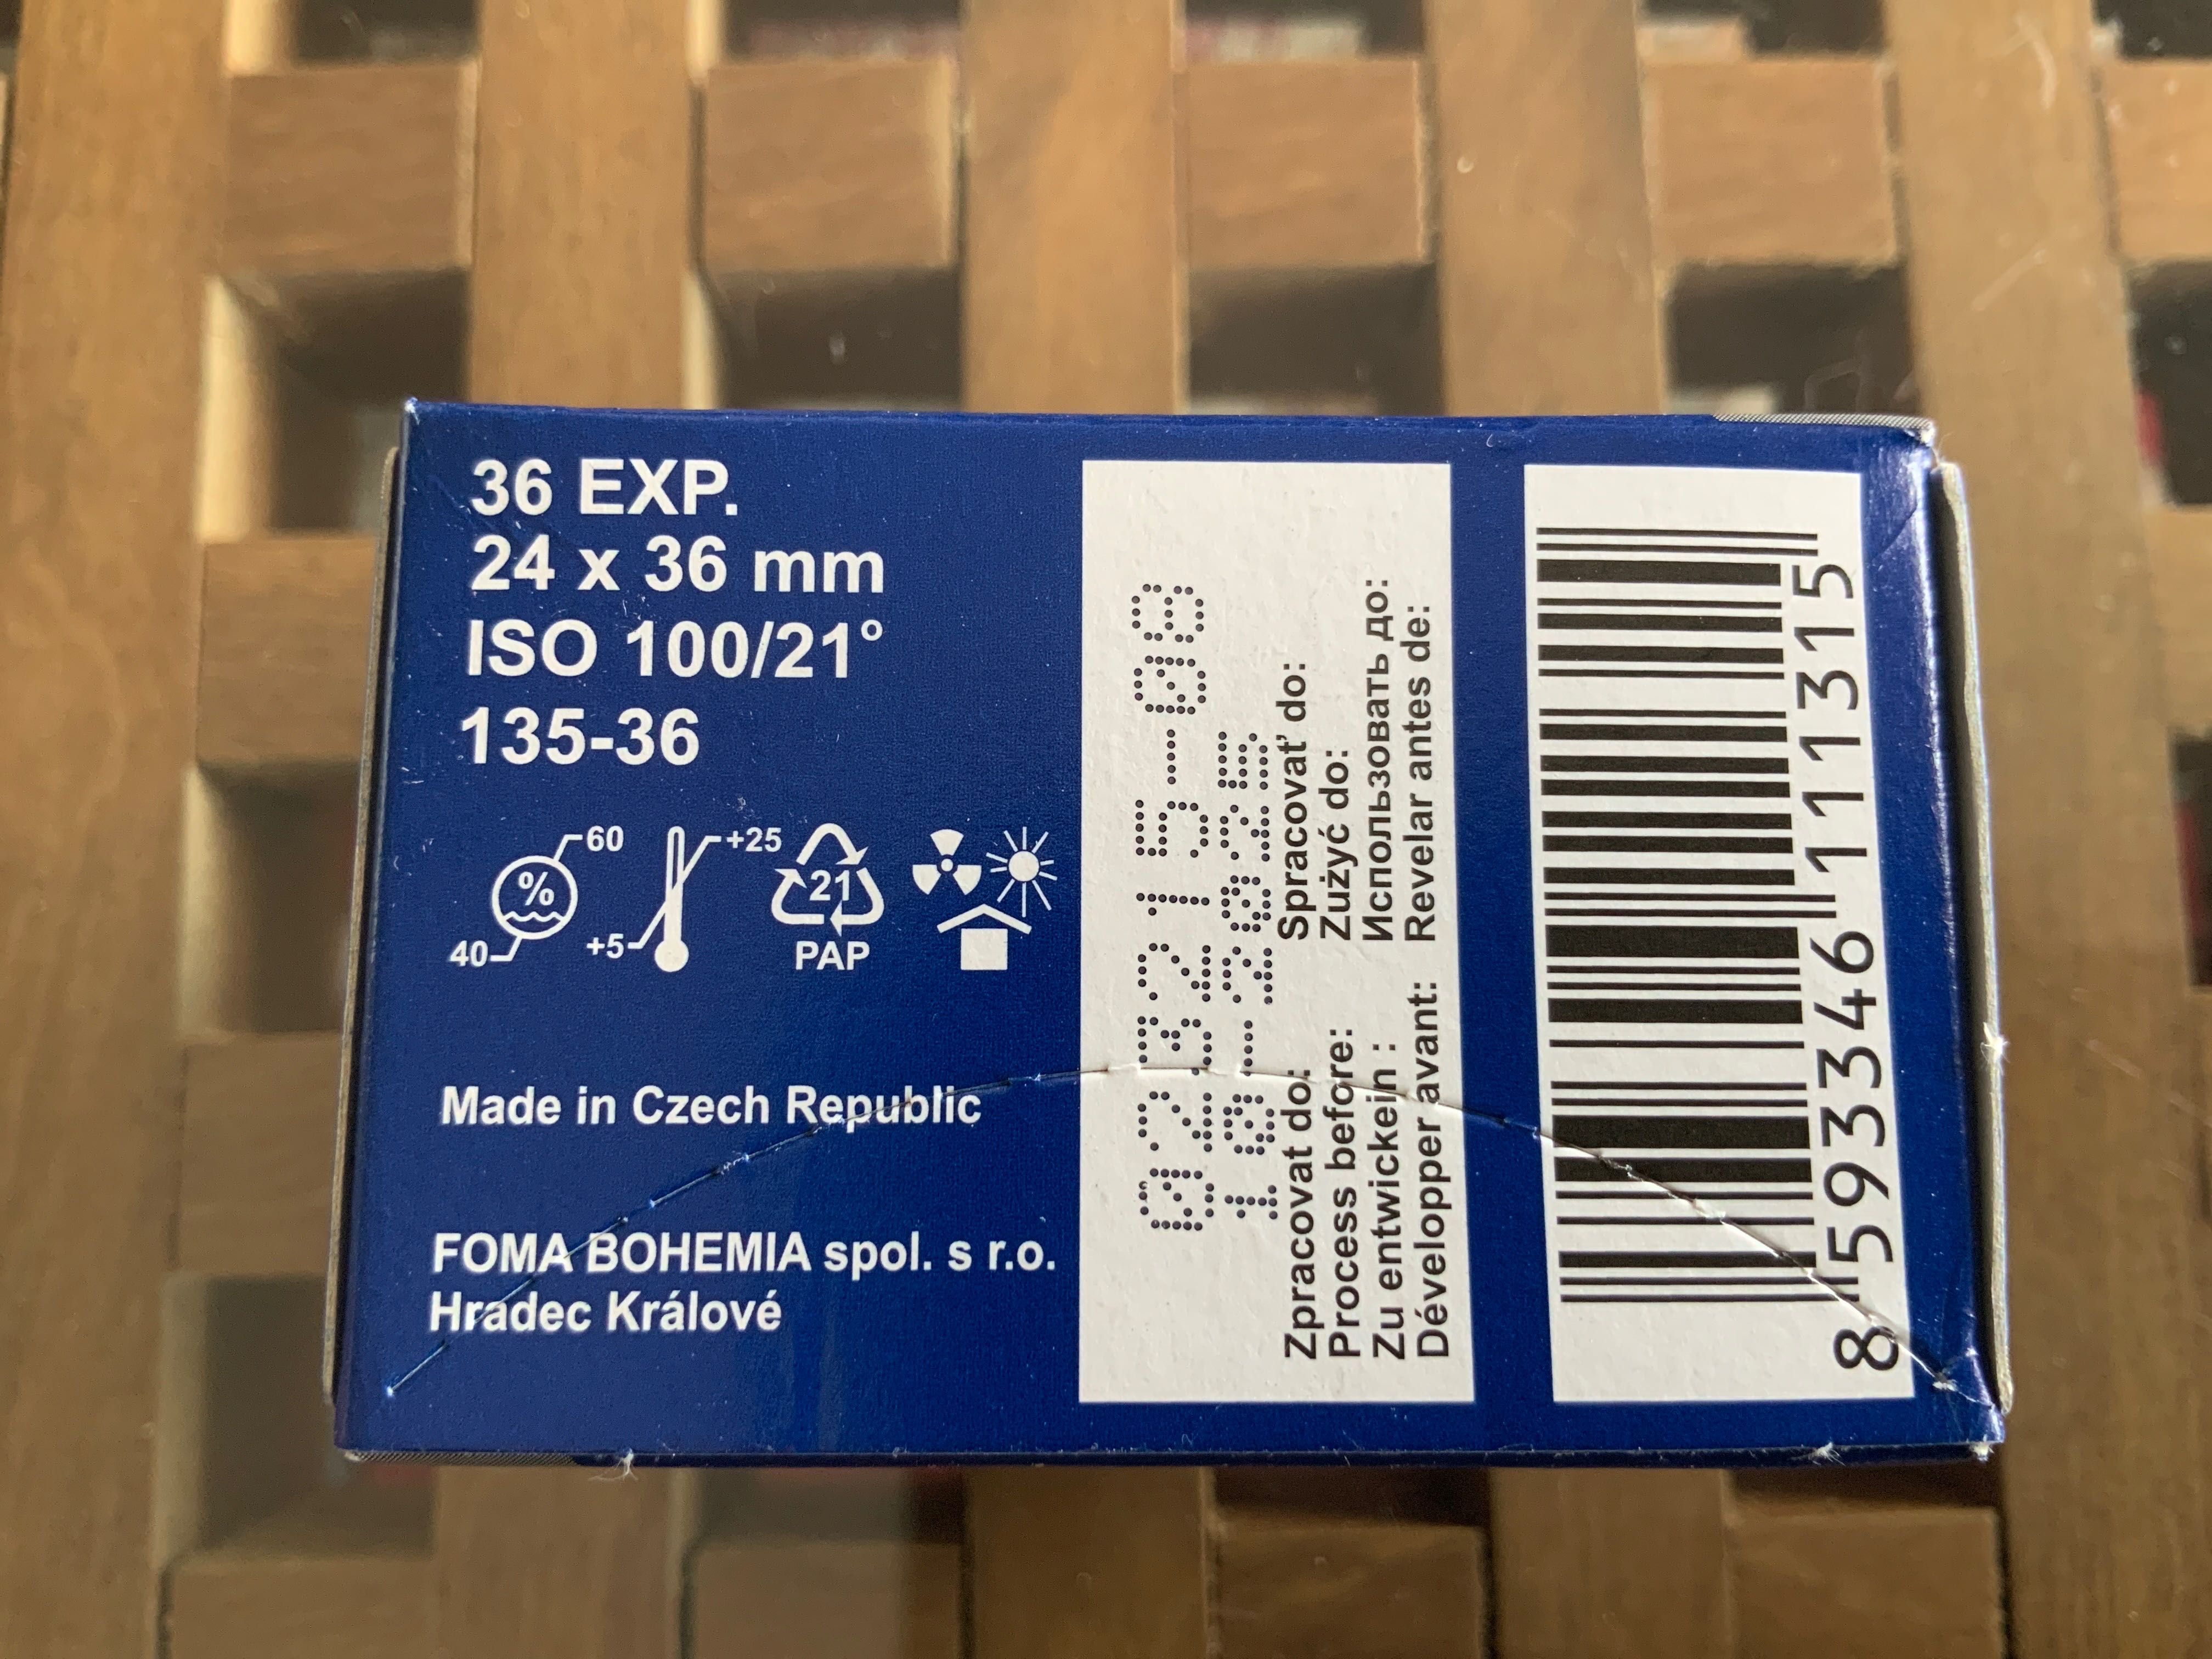 36 EXP.
24 x 36 mm
ISO 100/21°
135-36
60
%
40
+25
+5
21
PAP
Made in Czech Republic
FOMA BOHEMIA spol. s r.o.
Hradec Králové
023215-08
10.2025
Zpracovat do: Spracovať do:
Process before: Zużyć do:
Zu entwickein : Использовать до:
Développer avant: Revelar antes de:
8 593346 111315